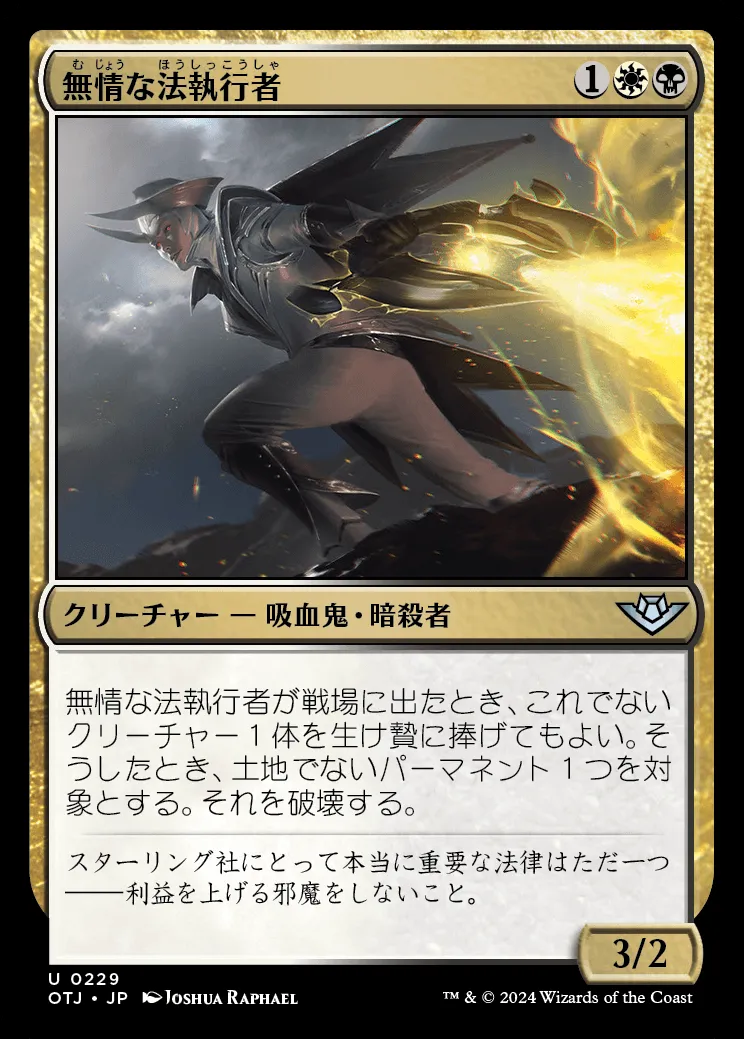 むじょう ほうしっこうしゃ
無情な法執行者 1
クリーチャー — 吸血鬼・暗殺者
無情な法執行者が戦場に出たとき、これでない
クリーチャー1体を生け贄に捧げてもよい。そ
うしたとき、土地でないパーマネント1つを対
象とする。それを破壊する。
スターリング社にとって本当に重要な法律はただ一つ
――利益を上げる邪魔をしないこと。
3/2
U 0229
OTJ • JP Joshua Raphael
™ & © 2024 Wizards of the Coast